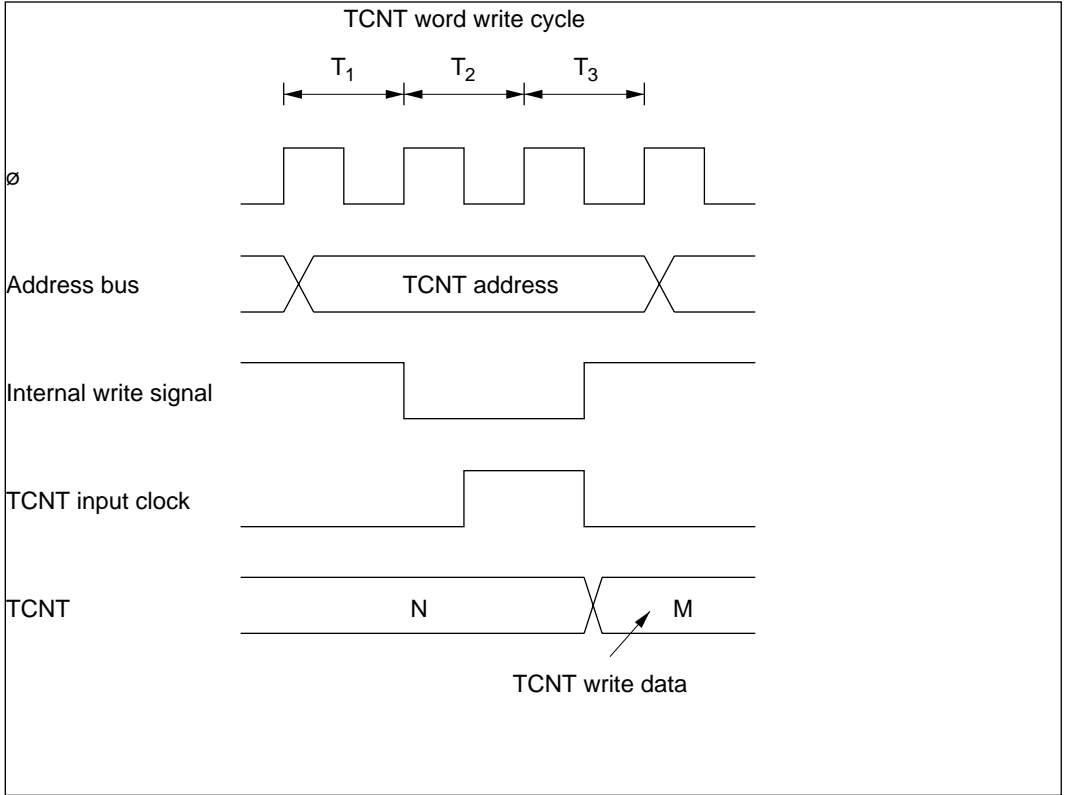 TCNT word write cycle
T1 T2 T3
ø
Address bus
TCNT address
Internal write signal
TCNT input clock
TCNT
N
M
TCNT write data